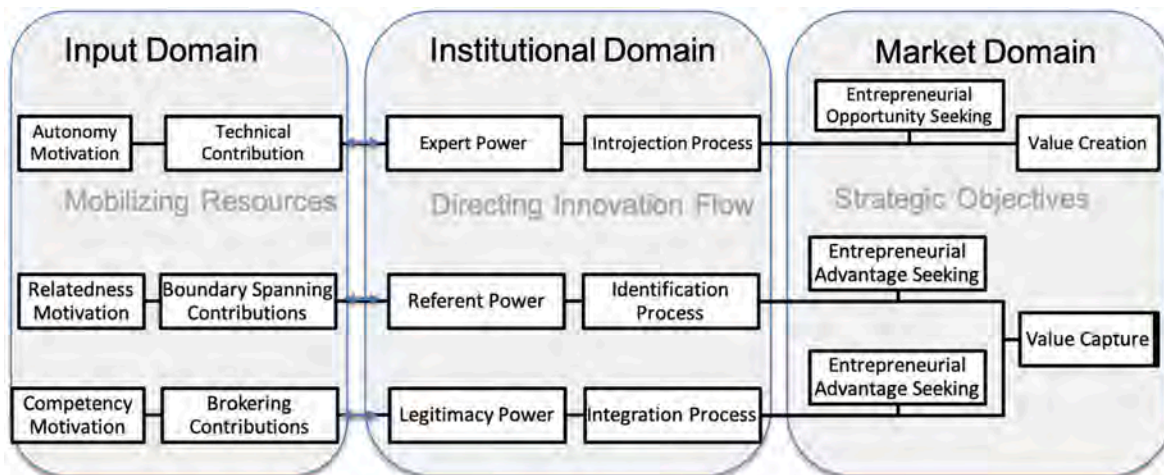 Input Domain
Institutional Domain
Market Domain
Autonomy
Motivation
Technical
Contribution
Expert Power
Introjection Process
Entrepreneurial
Opportunity Seeking
Value Creation
Mobilizing Resources
Directing Innovation Flow
Strategic Objectives
Relatedness
Motivation
Boundary Spanning
Contributions
Referent Power
Identification
Process
Entrepreneurial
Advantage Seeking
Value Capture
Competency
Motivation
Brokering
Contributions
Legitimacy Power
Integration Process
Entrepreneurial
Advantage Seeking